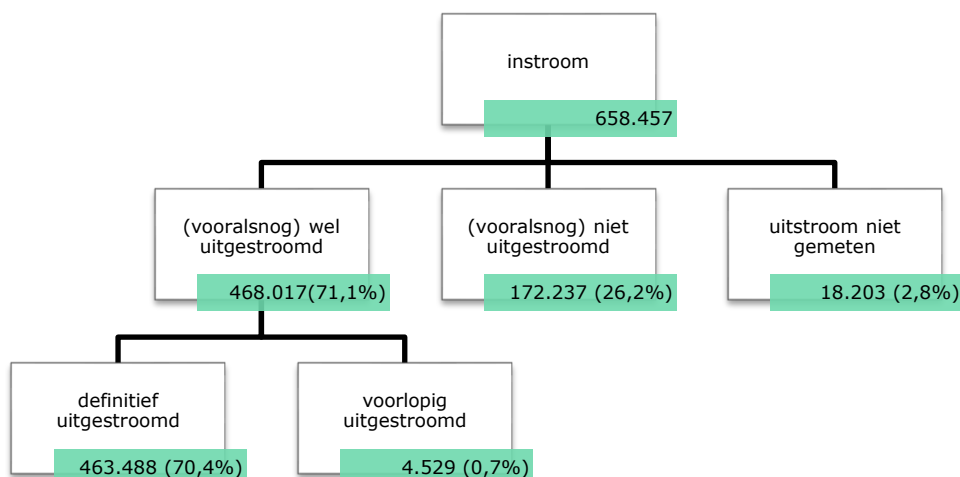 instroom
658.457
(vooralsnog) wel
uitgestroomd
468.017(71,1%)
(vooralsnog) niet
uitgestroomd
172.237 (26,2%)
uitstroom niet
gemeten
18.203 (2,8%)
definitief
uitgestroomd
463.488 (70,4%)
voorlopig
uitgestroomd
4.529 (0,7%)